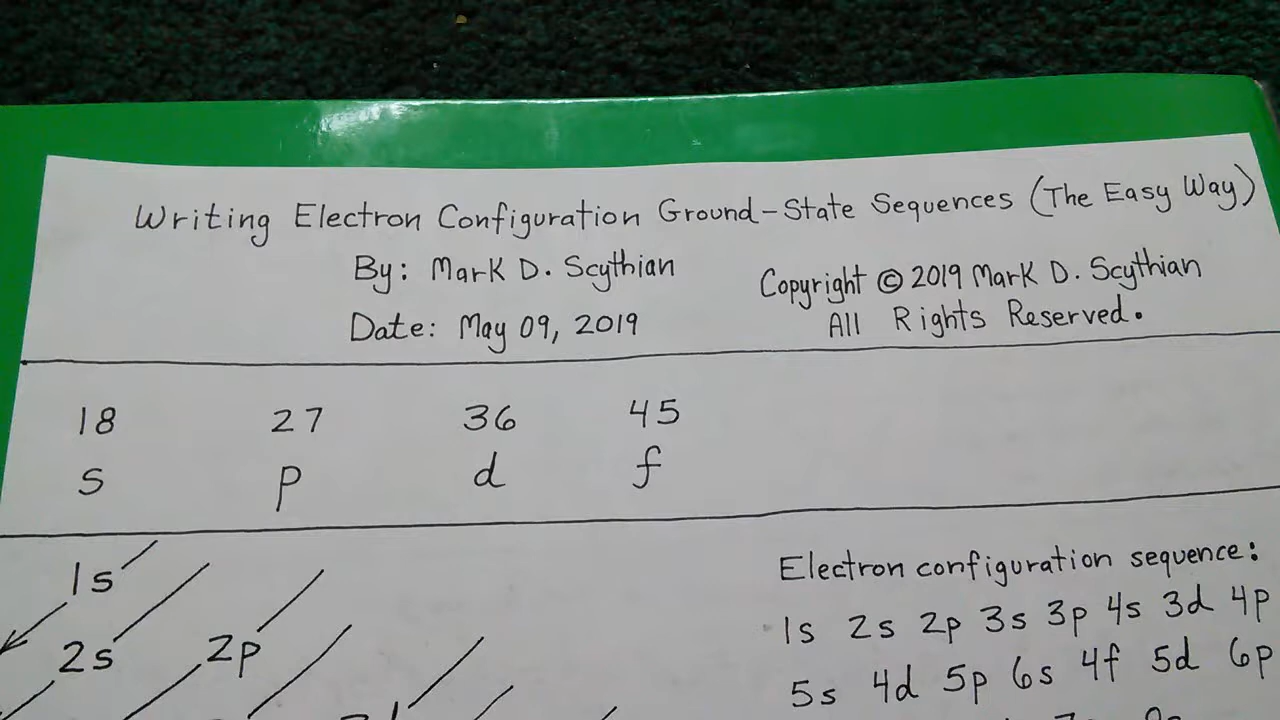 Writing Electron Configuration Ground-State Sequences (The Easy Way)
By: Mark D. Scythian
Date: May 09, 2019
Copyright © 2019 Mark D. Scythian
All Rights Reserved.
18 27 36 45
s p d f
1s
2s 2p
Electron configuration sequence:
1s 2s 2p 3s 3p 4s 3d 4p
5s 4d 5p 6s 4f 5d 6p